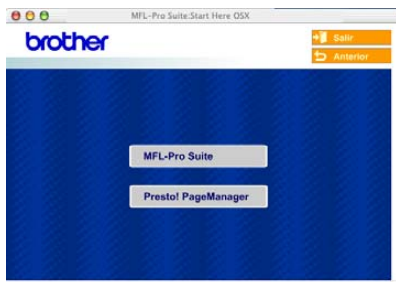 MFL-Pro Suite:Start Here OSX
brother
Salir
Anterior
MFL-Pro Suite
Presto! PageManager